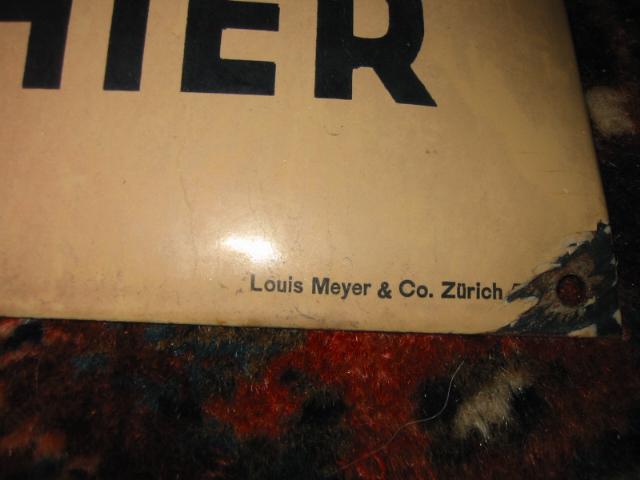 HIER
Louis Meyer & Co. Zürich